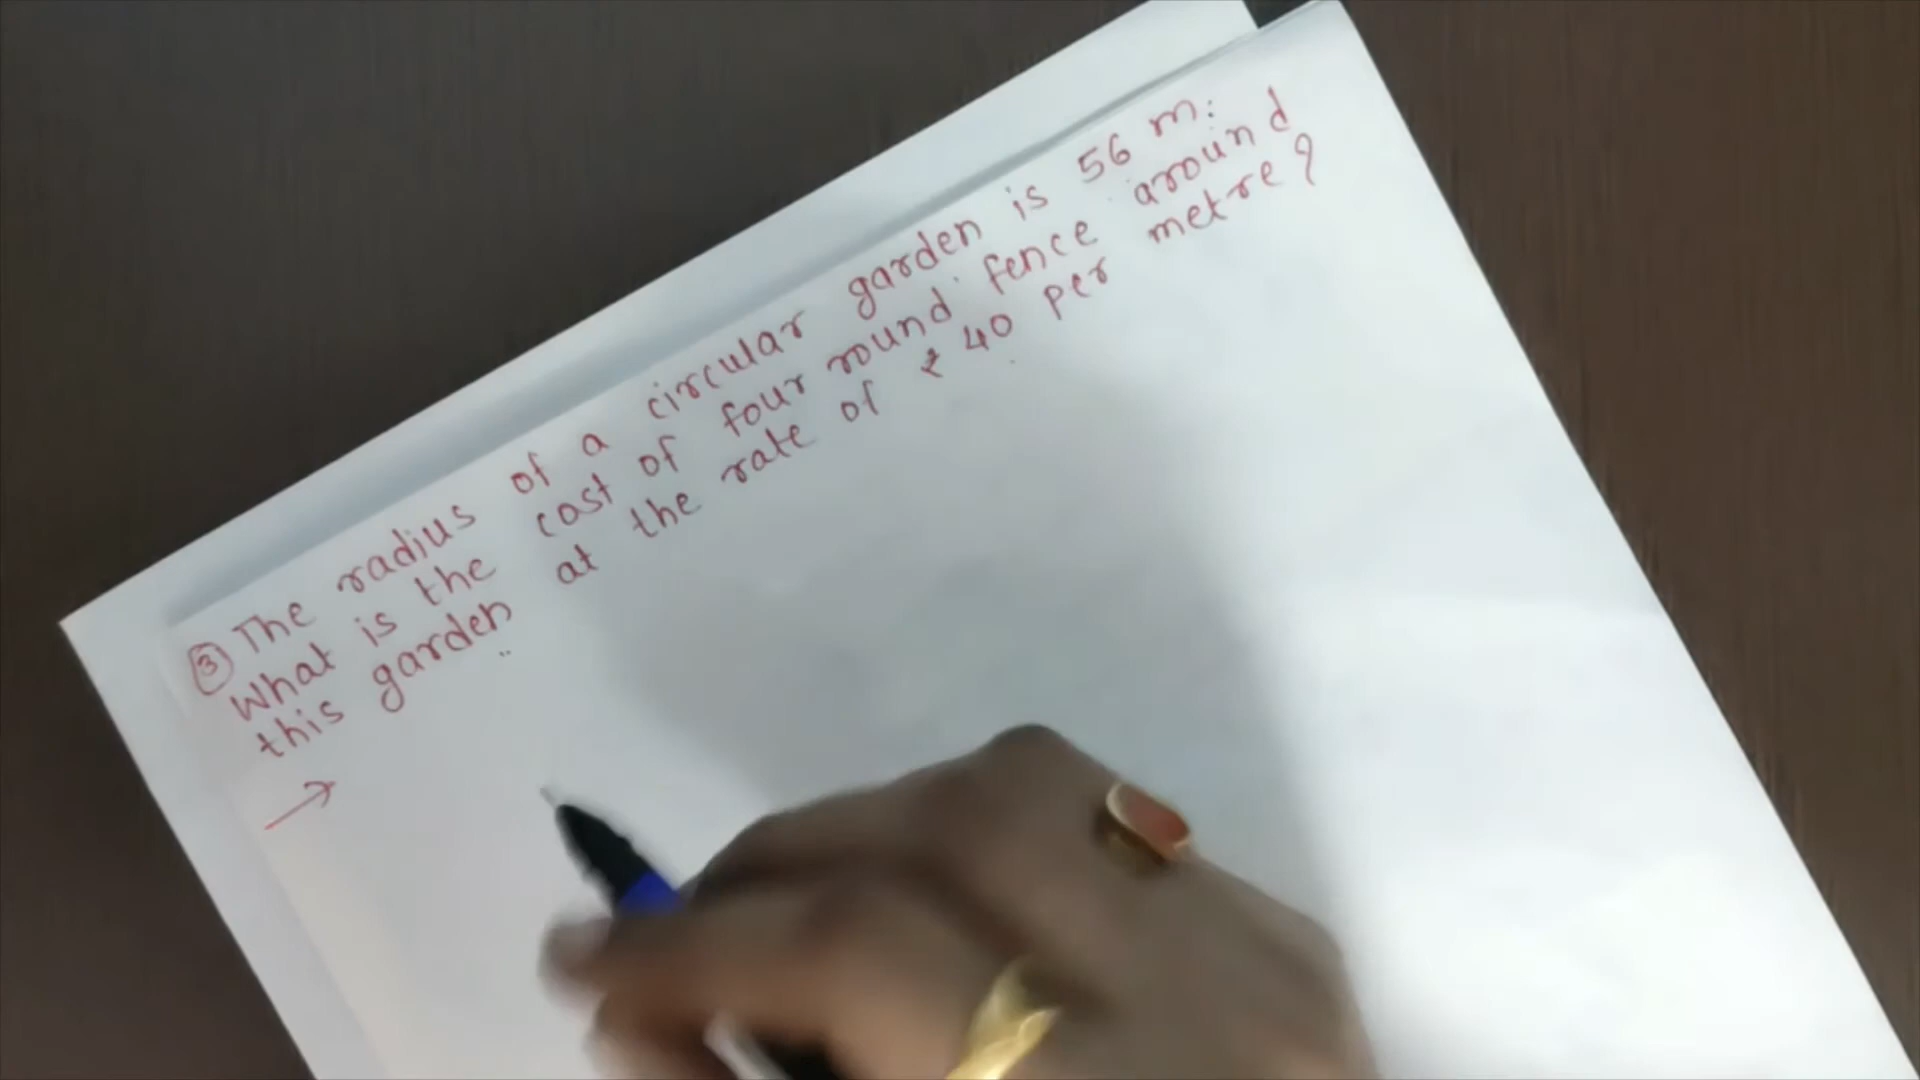 ③ The radius of a circular garden is 56 m.
What is the cost of four round fence around
this garden at the rate of ₹ 40 per metre?
→